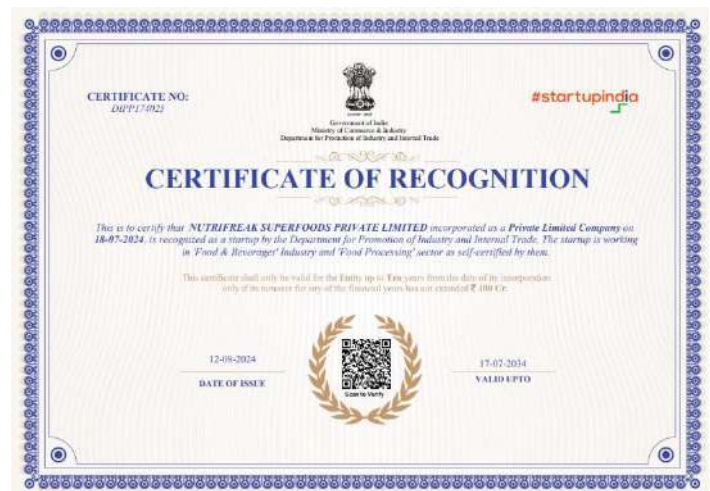 CERTIFICATE NO:
#startupindia
DIPP174025
Government of India
Ministry of Commerce & Industry
Department for Promotion of Industry and Internal Trade
CERTIFICATE OF RECOGNITION
This is to certify that NUTRIFREAK SUPERFOODS PRIVATE LIMITED incorporated as a Private Limited Company on
18-07-2024, is recognized as a startup by the Department for Promotion of Industry and Internal Trade. The startup is working
in 'Food & Beverages' Industry and 'Food Processing' sector as self-certified by them.
This certificate shall only be valid for the Entity up to Ten years from the date of its incorporation
only if its turnover for any of the financial years has not exceeded ₹ 100 Cr.
12-08-2024
17-07-2034
DATE OF ISSUE
VALID UPTO
Scan to Verify